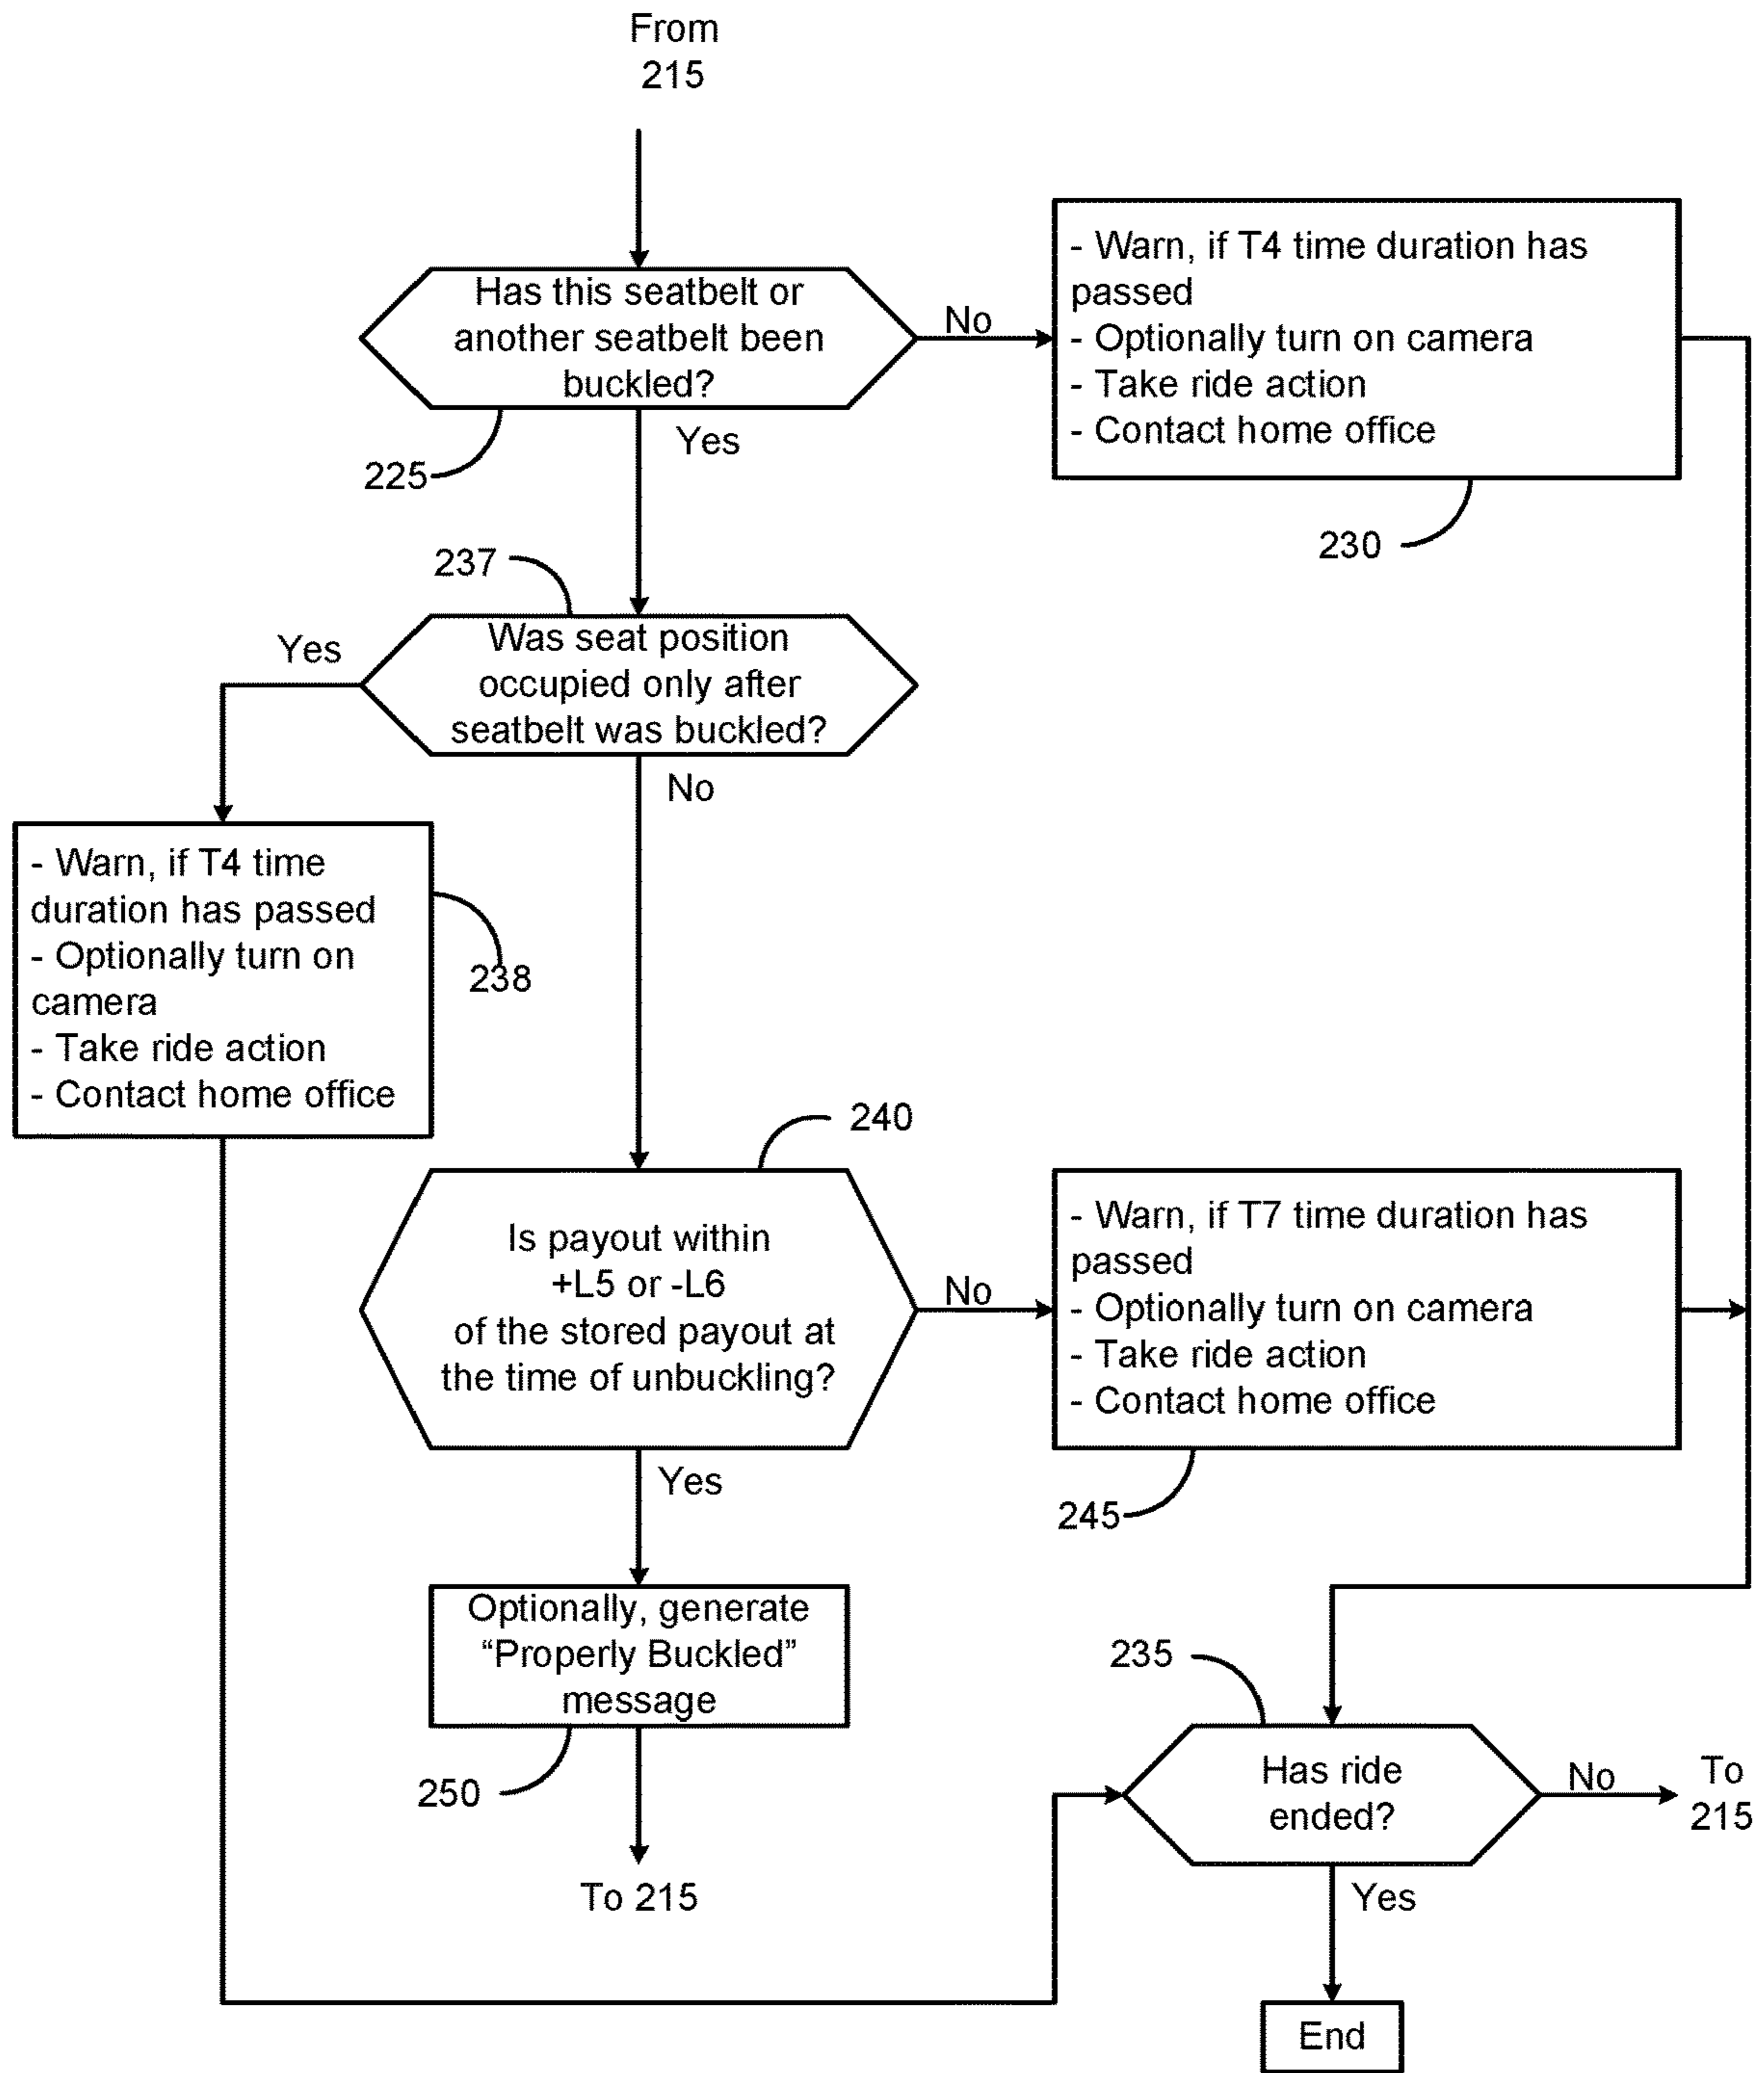 From
215
Has this seatbelt or
another seatbelt been
buckled?
No
Yes
225
- Warn, if T4 time duration has
passed
- Optionally turn on camera
- Take ride action
- Contact home office
230
237
Was seat position
occupied only after
seatbelt was buckled?
Yes
No
- Warn, if T4 time
duration has passed
- Optionally turn on
camera
- Take ride action
- Contact home office
238
240
Is payout within
+L5 or -L6
of the stored payout at
the time of unbuckling?
No
Yes
- Warn, if T7 time duration has
passed
- Optionally turn on camera
- Take ride action
- Contact home office
245
Optionally, generate
“Properly Buckled”
message
250
To 215
235
Has ride
ended?
No
To
215
Yes
End